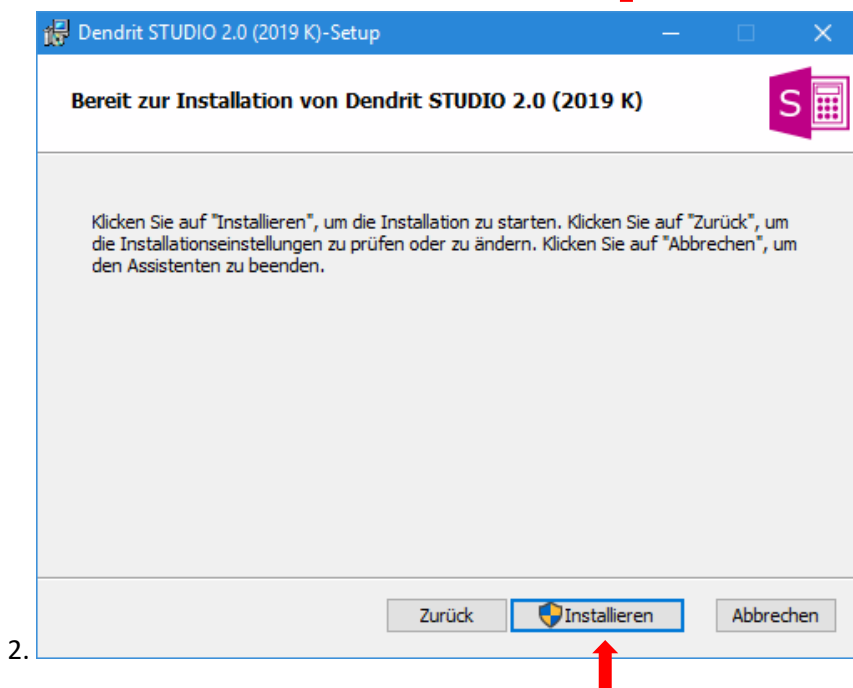 Dendrit STUDIO 2.0 (2019 K)-Setup
Bereit zur Installation von Dendrit STUDIO 2.0 (2019 K)
S
Klicken Sie auf "Installieren", um die Installation zu starten. Klicken Sie auf "Zurück", um
die Installationseinstellungen zu prüfen oder zu ändern. Klicken Sie auf "Abbrechen", um
den Assistenten zu beenden.
Zurück Installieren Abbrechen
2.